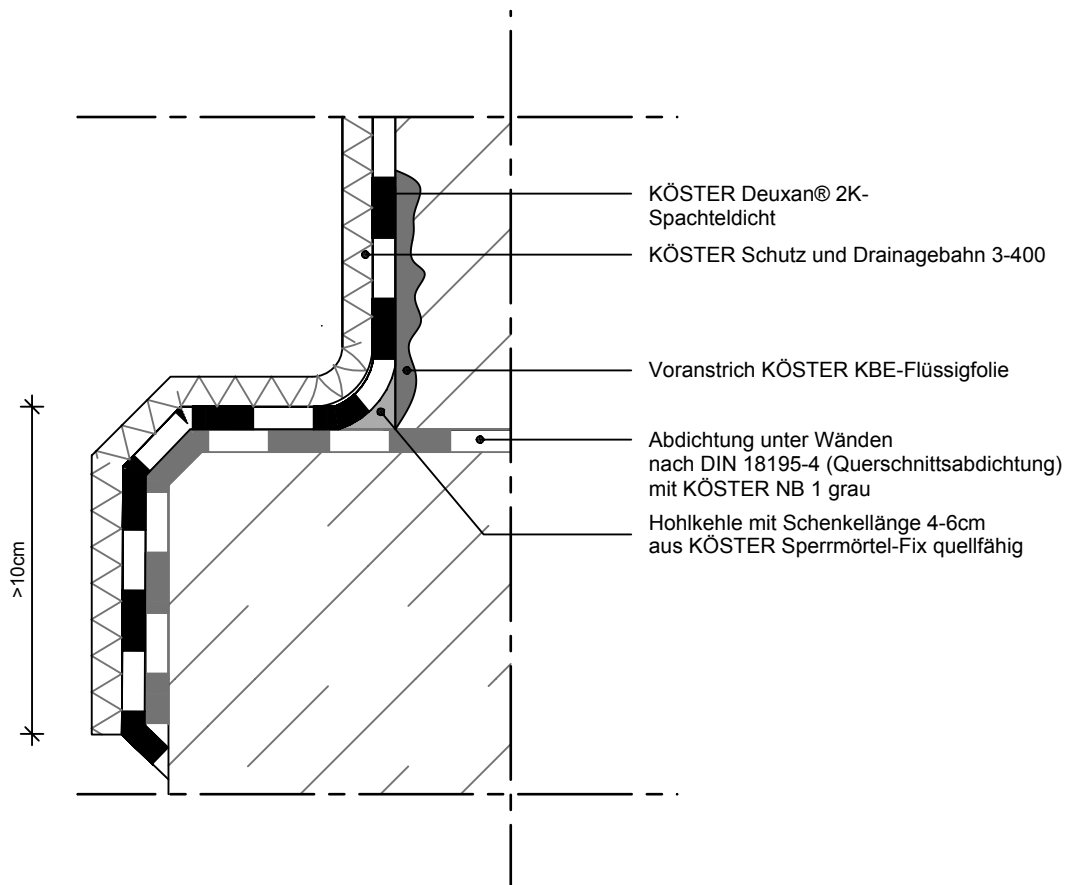 KÖSTER Deuxan® 2K-
Spachteldicht
KÖSTER Schutz und Drainagebahn 3-400
Voranstrich KÖSTER KBE-Flüssigfolie
Abdichtung unter Wänden
nach DIN 18195-4 (Querschnittsabdichtung)
mit KÖSTER NB 1 grau
Hohlkehle mit Schenkellänge 4-6cm
aus KÖSTER Sperrmörtel-Fix quellfähig
>10cm